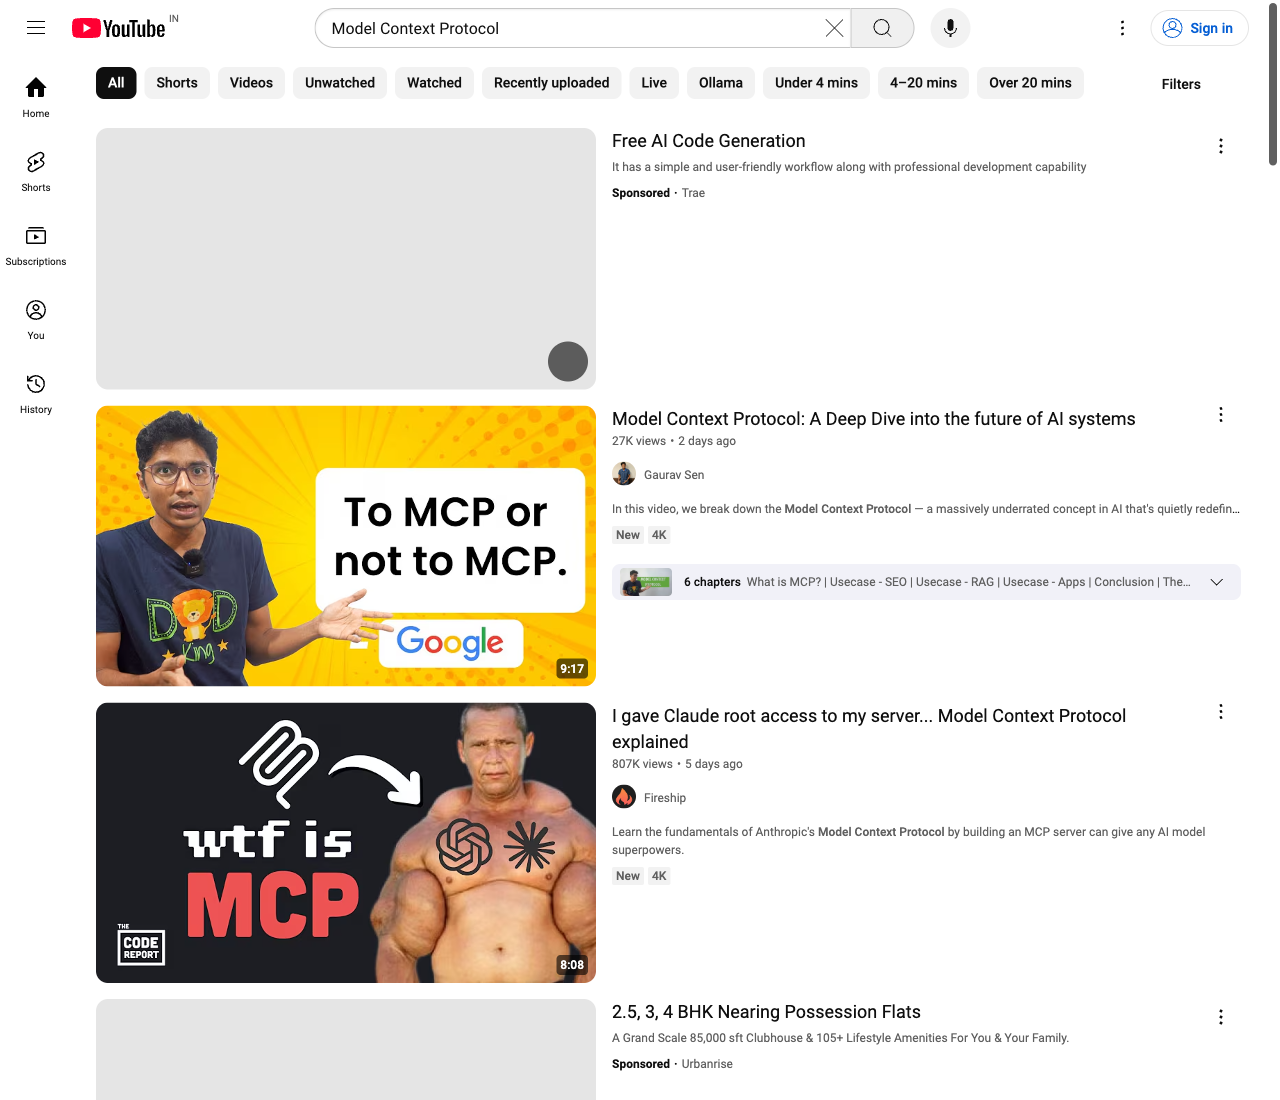 YouTube IN
Model Context Protocol
Sign in
All
Shorts
Videos
Unwatched
Watched
Recently uploaded
Live
Ollama
Under 4 mins
4–20 mins
Over 20 mins
Filters
Home
Shorts
Subscriptions
You
History
Free AI Code Generation
It has a simple and user-friendly workflow along with professional development capability
Sponsored · Trae
To MCP or
not to MCP.
Google
DAD
King
9:17
Model Context Protocol: A Deep Dive into the future of AI systems
27K views • 2 days ago
Gaurav Sen
In this video, we break down the Model Context Protocol — a massively underrated concept in AI that's quietly redefin...
New 4K
6 chapters What is MCP? | Usecase - SEO | Usecase - RAG | Usecase - Apps | Conclusion | The...
wtf is
MCP
THE
CODE
REPORT
8:08
I gave Claude root access to my server... Model Context Protocol
explained
807K views • 5 days ago
Fireship
Learn the fundamentals of Anthropic's Model Context Protocol by building an MCP server can give any AI model
superpowers.
New 4K
2.5, 3, 4 BHK Nearing Possession Flats
A Grand Scale 85,000 sft Clubhouse & 105+ Lifestyle Amenities For You & Your Family.
Sponsored · Urbanrise